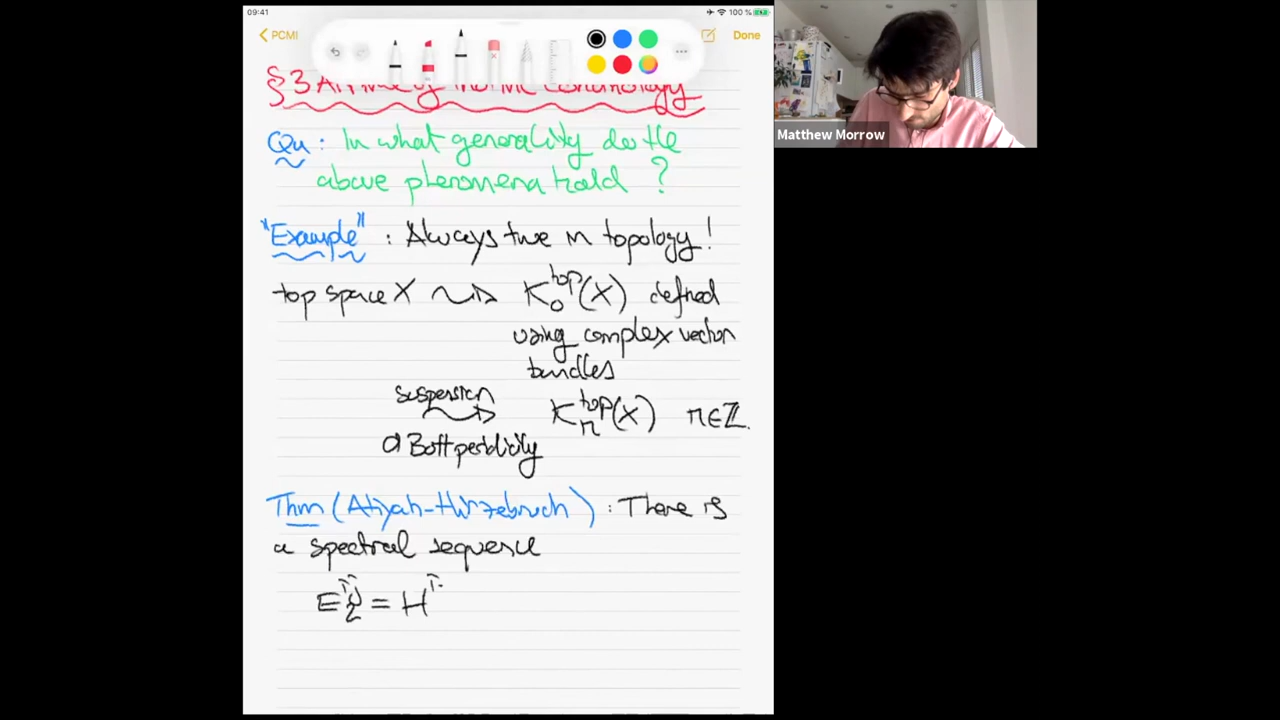 09:41
100 %
PCMI
Done
§3
Qu: In what generality do the
above phenomena hold ?
"Example" : Always true in topology!
top space X ⇝ K₀^top(X) defined
using complex vector
bundles
suspension
⇝ Kₙ^top(X) n∈ℤ.
Bott periodicity
Thm (Atiyah-Hirzebruch) : There is
a spectral sequence
E₂^{ij} = H^{i-
Matthew Morrow